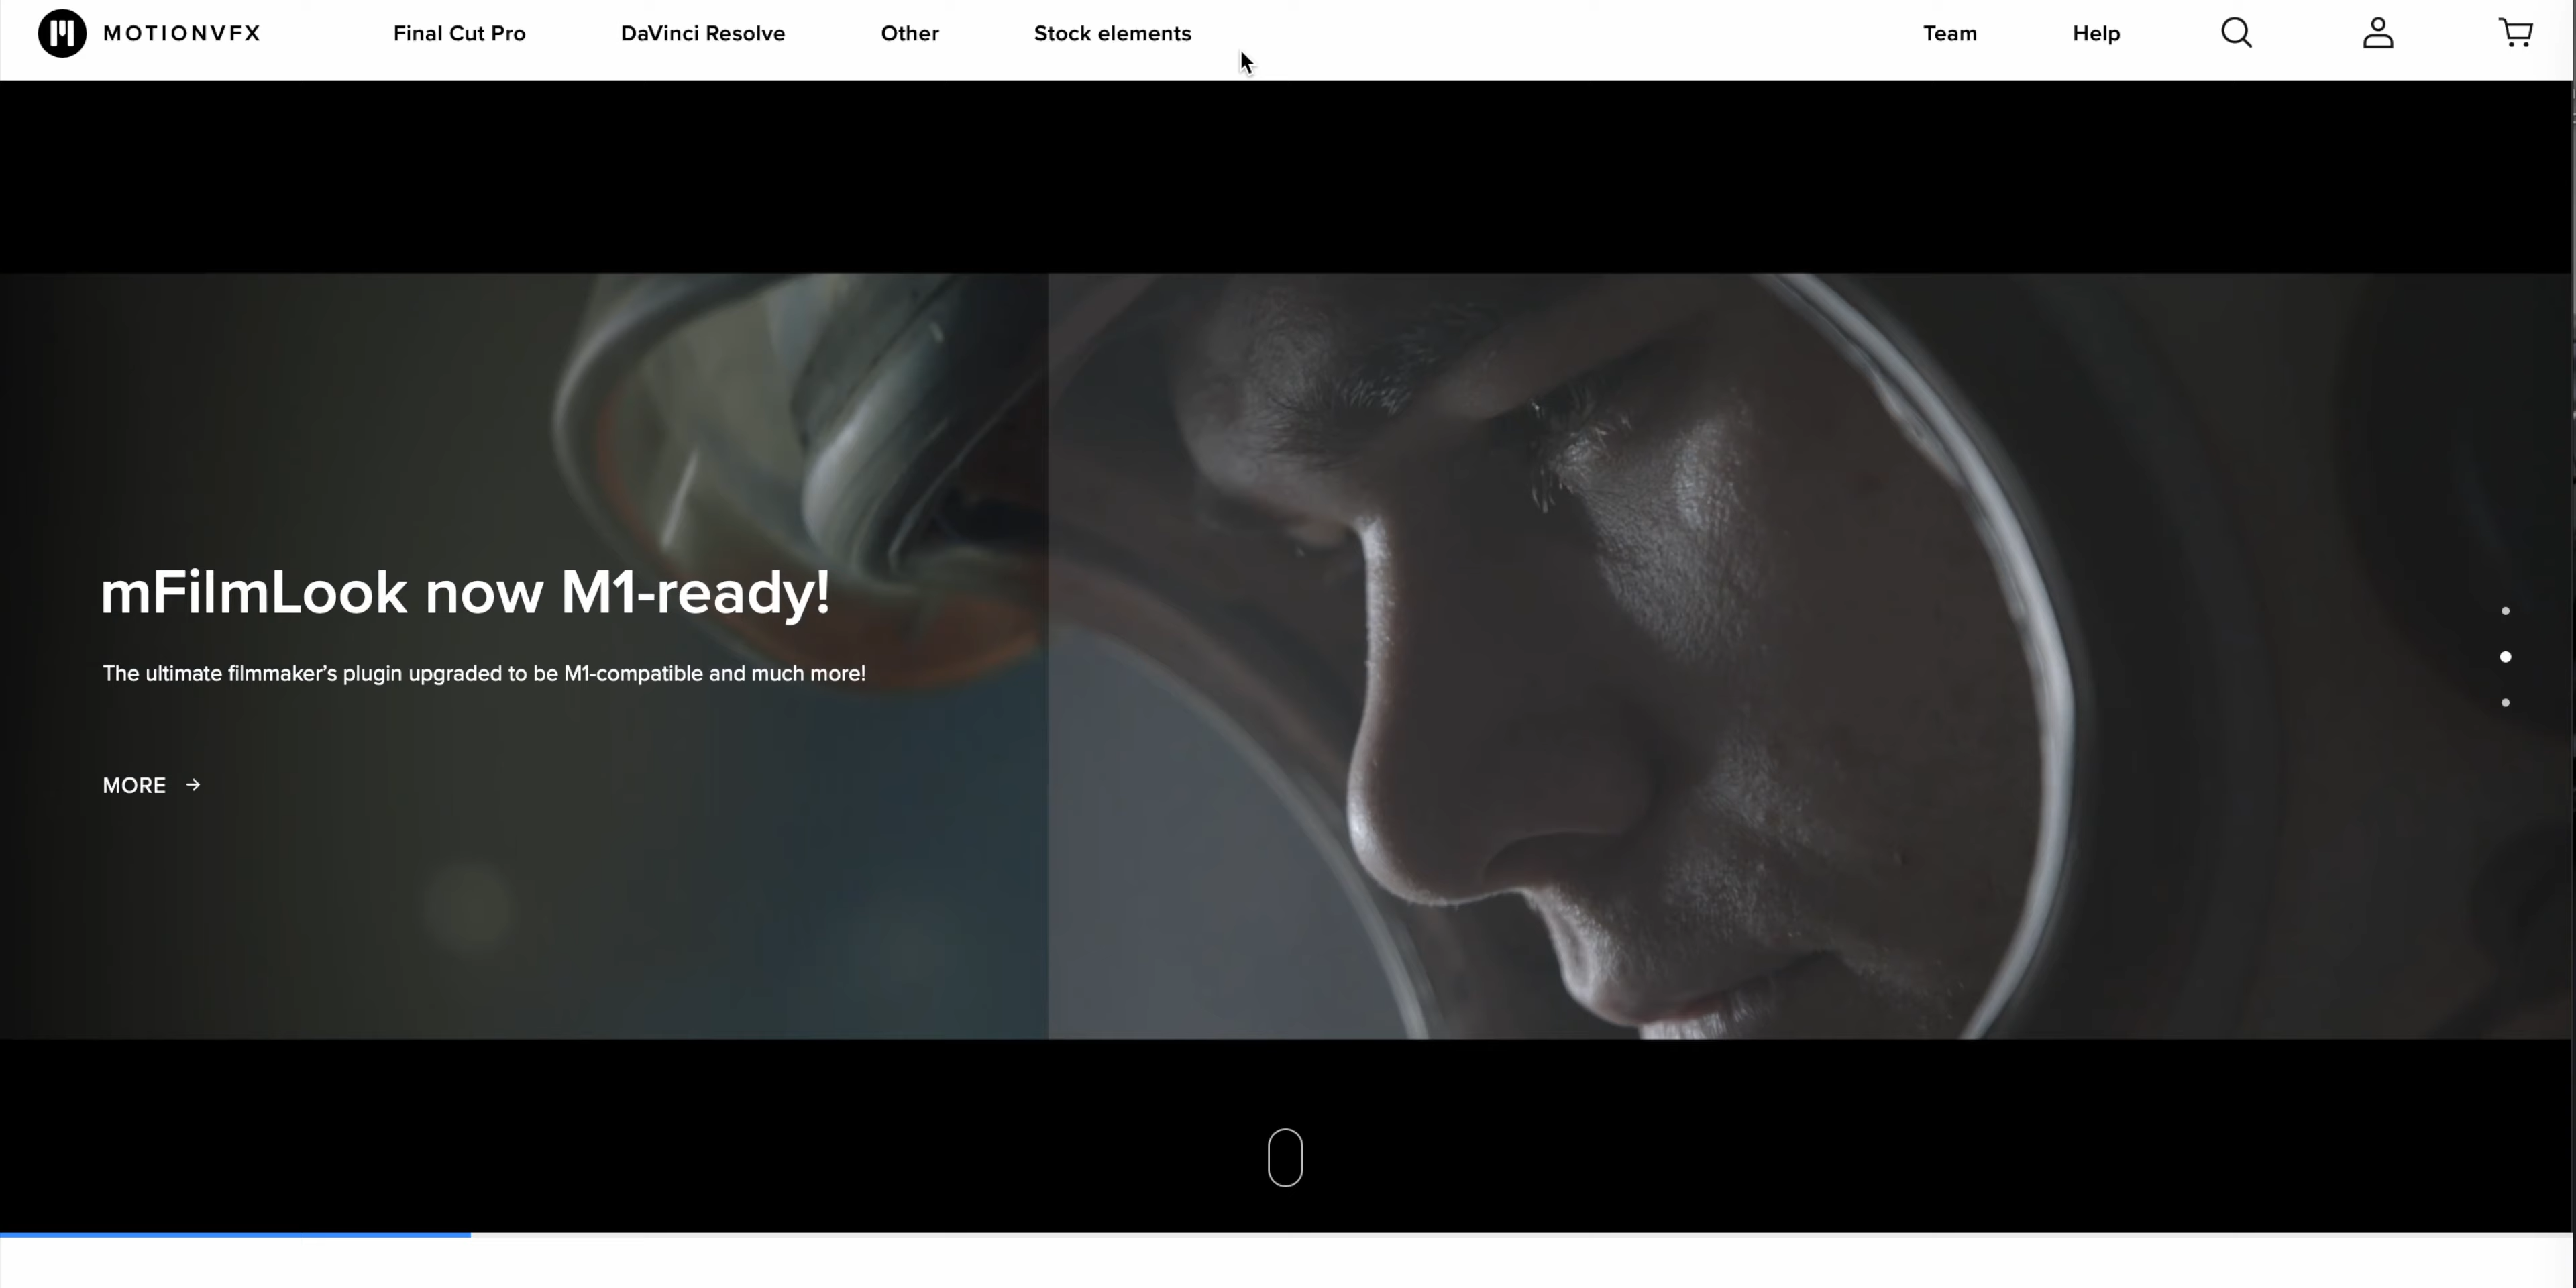 MOTIONVFX
Final Cut Pro
DaVinci Resolve
Other
Stock elements
Team
Help
mFilmLook now M1-ready!
The ultimate filmmaker’s plugin upgraded to be M1-compatible and much more!
MORE →